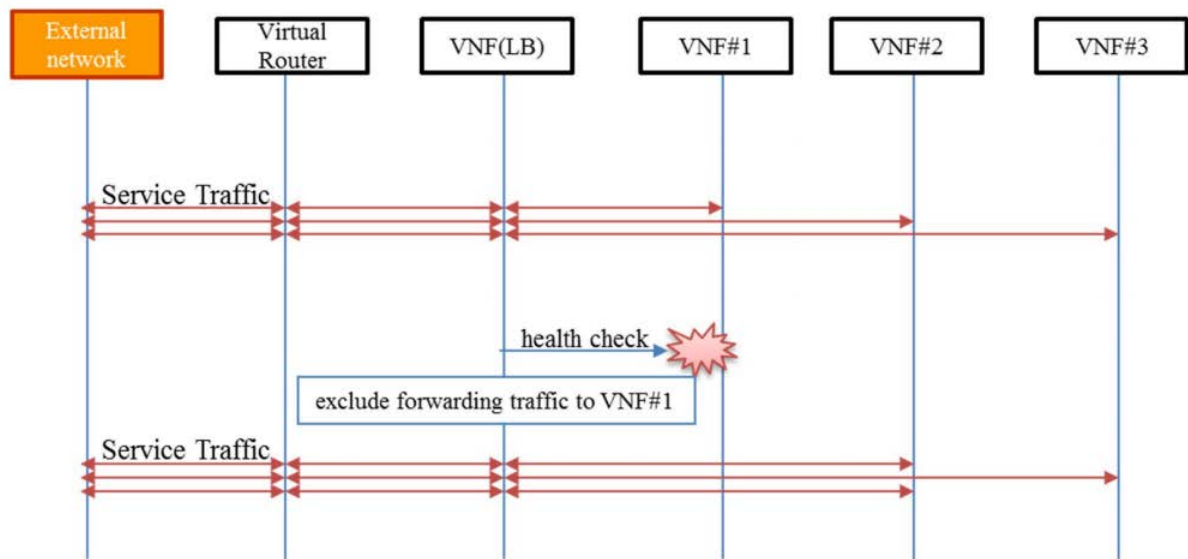 External
network
Virtual
Router
VNF(LB)
VNF#1
VNF#2
VNF#3
Service Traffic
health check
exclude forwarding traffic to VNF#1
Service Traffic